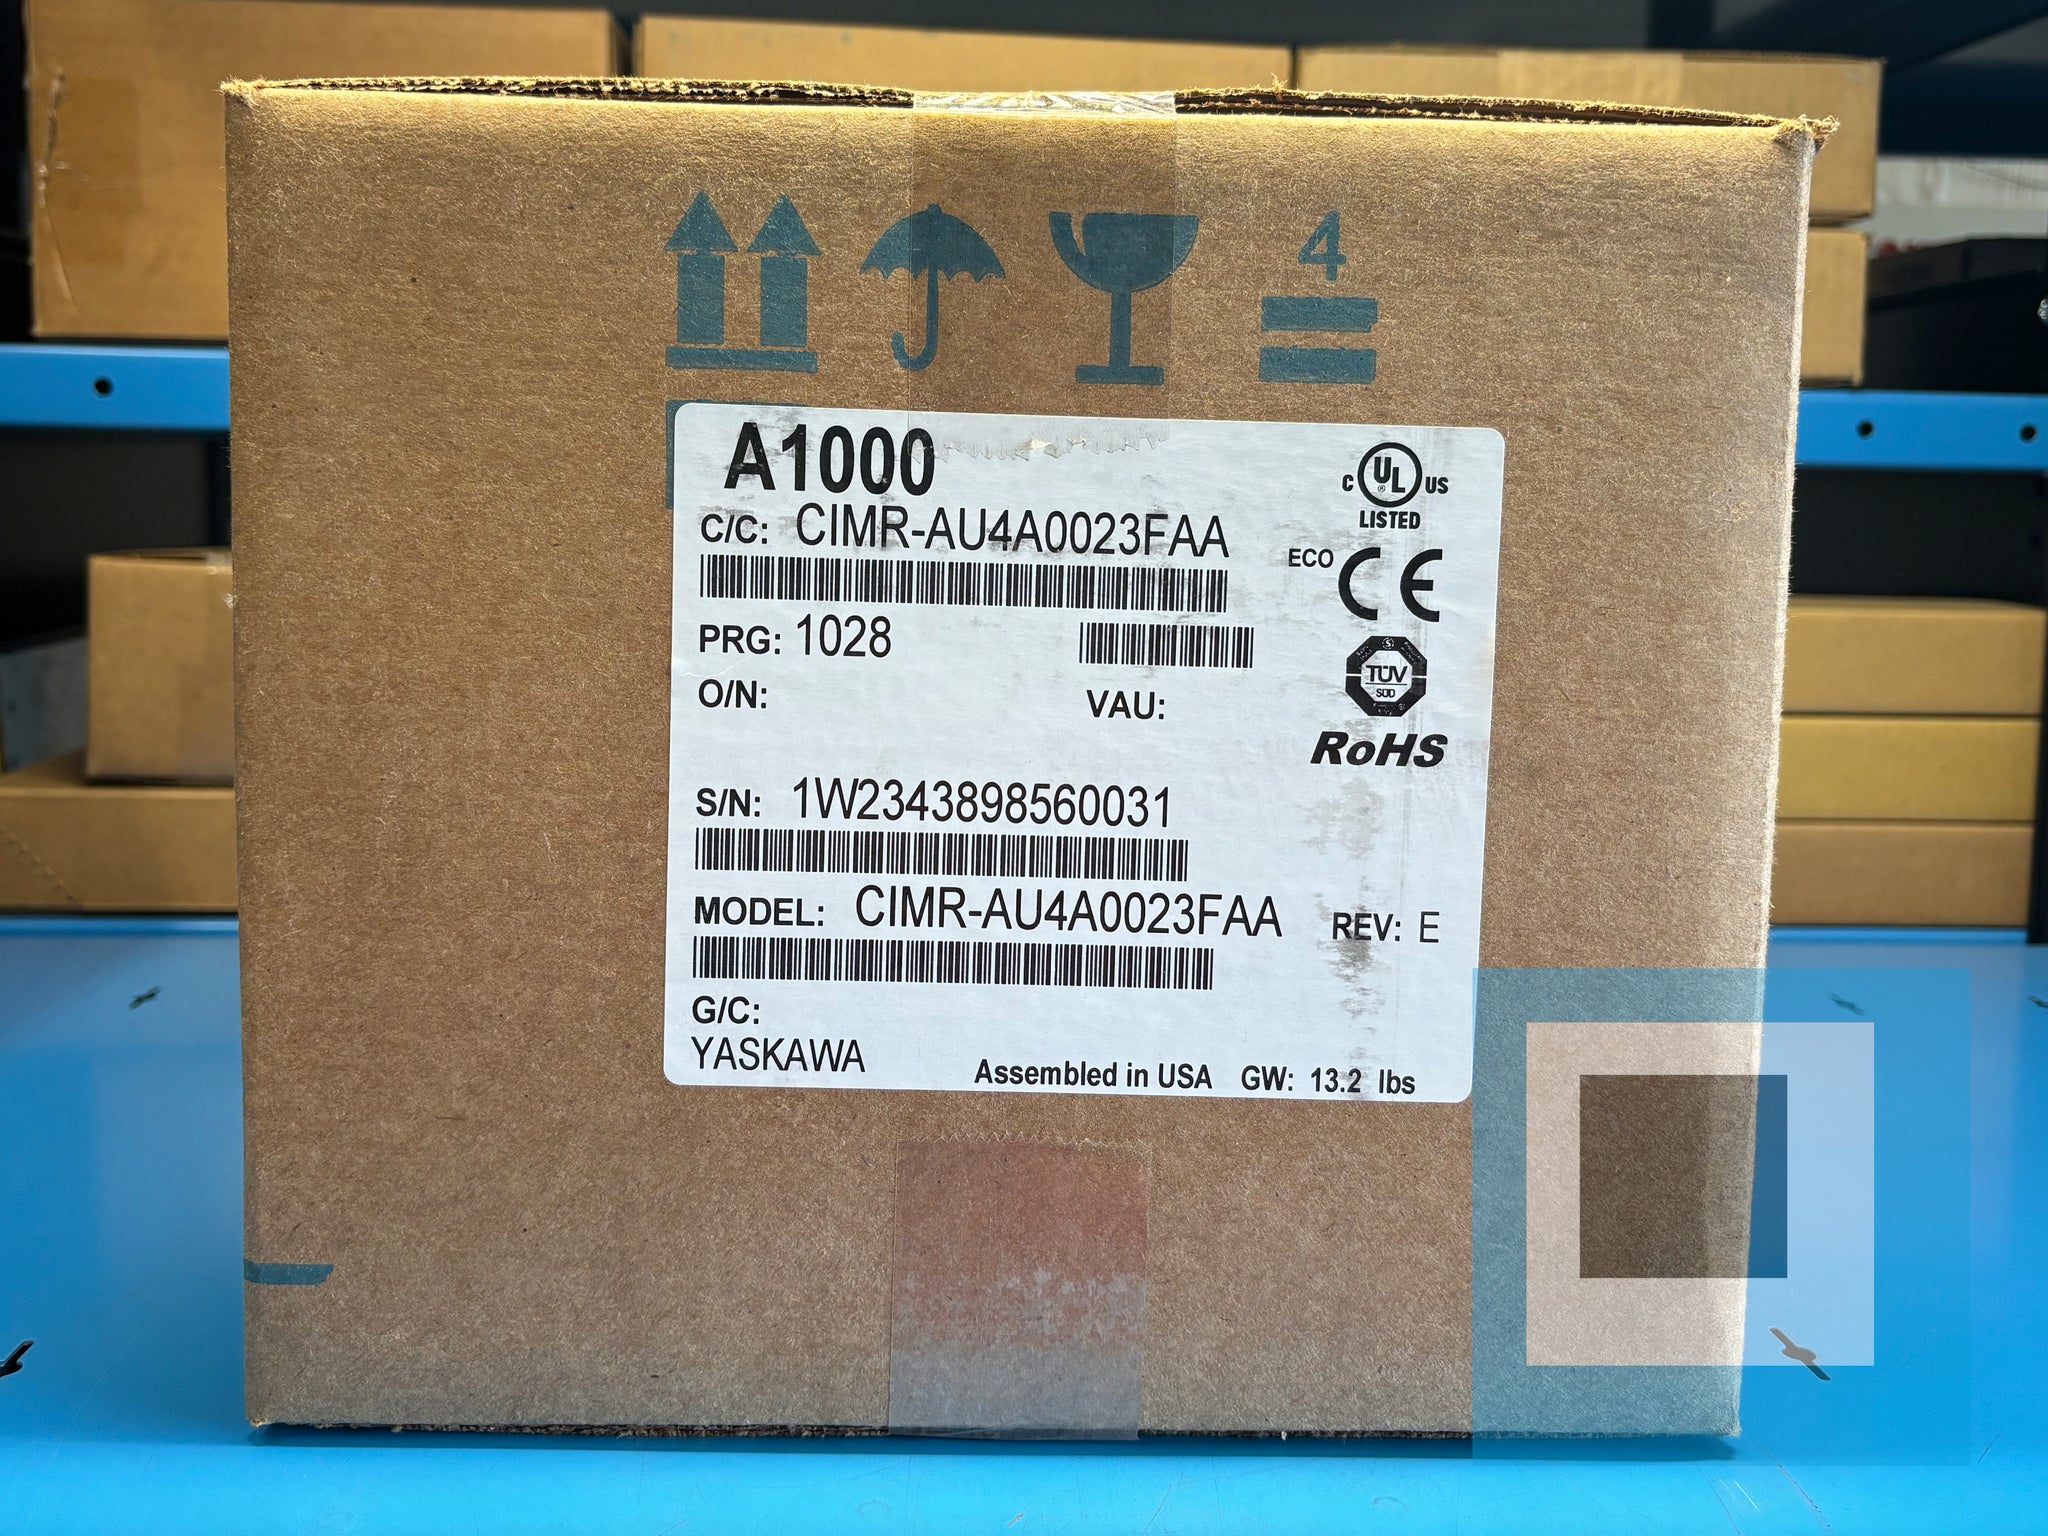 4
A1000
C UL US
® LISTED
C/C: CIMR-AU4A0023FAA
ECO CE
PRG: 1028
TÜV
SÜD
O/N: VAU:
RoHS
S/N: 1W2343898560031
MODEL: CIMR-AU4A0023FAA REV: E
G/C:
YASKAWA
Assembled in USA GW: 13.2 lbs